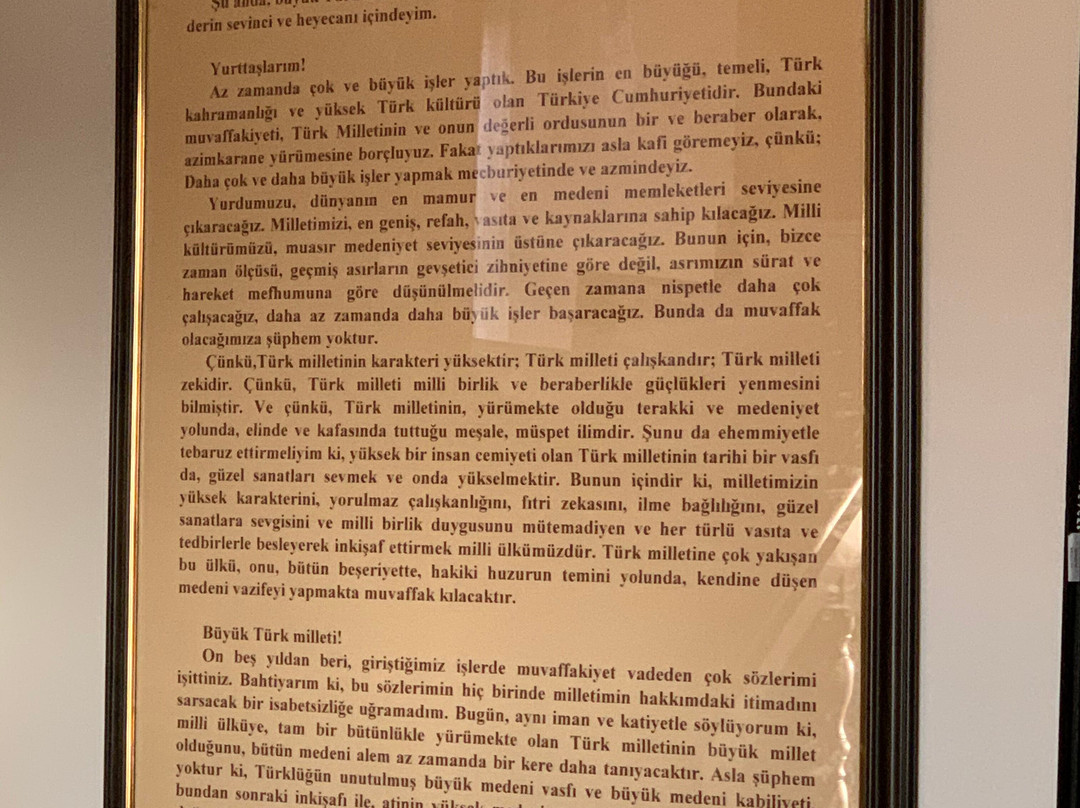 Şu anda, büyük
derin sevinci ve heyecanı içindeyim.
Yurttaşlarım!
Az zamanda çok ve büyük işler yaptık. Bu işlerin en büyüğü, temeli, Türk
kahramanlığı ve yüksek Türk kültürü olan Türkiye Cumhuriyetidir. Bundaki
muvaffakiyeti, Türk Milletinin ve onun değerli ordusunun bir ve beraber olarak,
azimkarane yürümesine borçluyuz. Fakat yaptıklarımızı asla kafi göremeyiz, çünkü;
Daha çok ve daha büyük işler yapmak mecburiyetinde ve azmindeyiz.
Yurdumuzu, dünyanın en mamur ve en medeni memleketleri seviyesine
çıkaracağız. Milletimizi, en geniş, refah, vasıta ve kaynaklarına sahip kılacağız. Milli
kültürümüzü, muasır medeniyet seviyesinin üstüne çıkaracağız. Bunun için, bizce
zaman ölçüsü, geçmiş asırların gevşetici zihniyetine göre değil, asrımızın sürat ve
hareket mefhumuna göre düşünülmelidir. Geçen zamana nispetle daha çok
çalışacağız, daha az zamanda daha büyük işler başaracağız. Bunda da muvaffak
olacağımıza şüphem yoktur.
Çünkü,Türk milletinin karakteri yüksektir; Türk milleti çalışkandır; Türk milleti
zekidir. Çünkü, Türk milleti milli birlik ve beraberlikle güçlükleri yenmesini
bilmiştir. Ve çünkü, Türk milletinin, yürümekte olduğu terakki ve medeniyet
yolunda, elinde ve kafasında tuttuğu meşale, müspet ilimdir. Şunu da ehemmiyetle
tebaruz ettirmeliyim ki, yüksek bir insan cemiyeti olan Türk milletinin tarihi bir vasfı
da, güzel sanatları sevmek ve onda yükselmektir. Bunun içindir ki, milletimizin
yüksek karakterini, yorulmaz çalışkanlığını, fıtri zekasını, ilme bağlılığını, güzel
sanatlara sevgisini ve milli birlik duygusunu mütemadiyen ve her türlü vasıta ve
tedbirlerle besleyerek inkişaf ettirmek milli ülkümüzdür. Türk milletine çok yakışan
bu ülkü, onu, bütün beşeriyette, hakiki huzurun temini yolunda, kendine düşen
medeni vazifeyi yapmakta muvaffak kılacaktır.
Büyük Türk milleti!
On beş yıldan beri, giriştiğimiz işlerde muvaffakiyet vadeden çok sözlerimi
işittiniz. Bahtiyarım ki, bu sözlerimin hiç birinde milletimin hakkımdaki itimadını
sarsacak bir isabetsizliğe uğramadım. Bugün, aynı iman ve katiyetle söylüyorum ki,
milli ülküye, tam bir bütünlükle yürümekte olan Türk milletinin büyük millet
olduğunu, bütün medeni alem az zamanda bir kere daha tanıyacaktır. Asla şüphem
yoktur ki, Türklüğün unutulmuş büyük medeni vasfı ve büyük medeni kabiliyeti,
bundan sonraki inkişafı ile, atinin yüksek